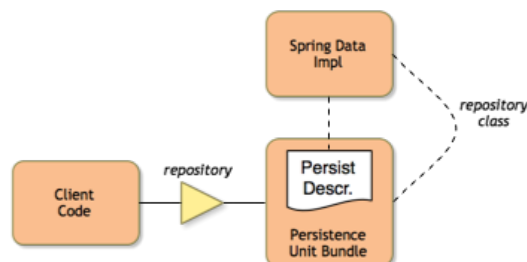 Spring Data
Impl
repository
class
repository
Client
Code
Persist
Descr.
Persistence
Unit Bundle